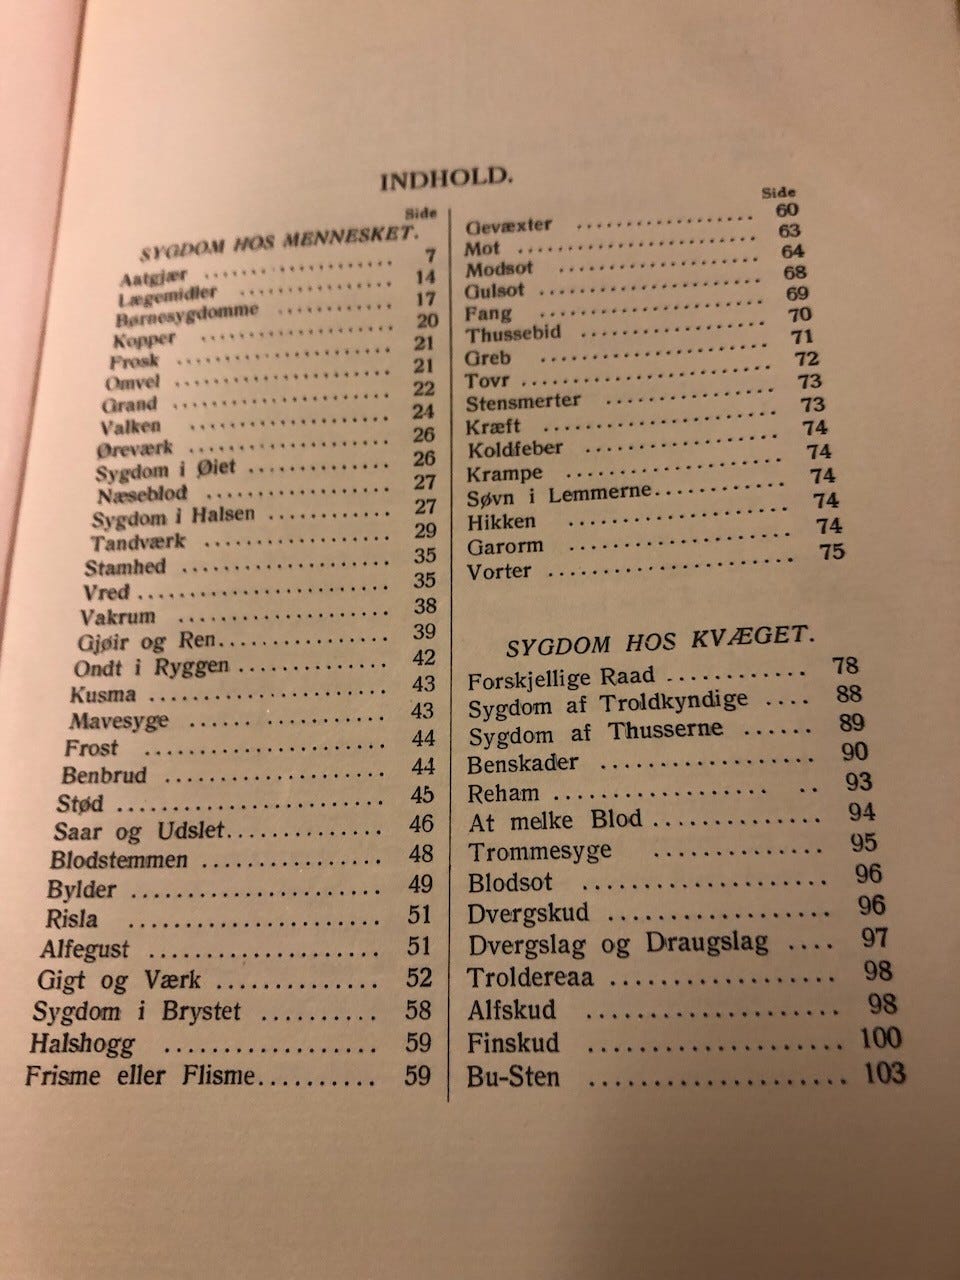 INDHOLD.
Side
SYGDOM HOS MENNESKET.
Aatgjær .................... 7
Lægemidler ................ 14
Børnesygdomme ............. 17
Kopper .................... 20
Frosk ..................... 21
Omvel ..................... 21
Grand ..................... 22
Valken .................... 24
Øreværk ................... 26
Sygdom i Øiet ............. 26
Næseblod .................. 27
Sygdom i Halsen ........... 27
Tandværk .................. 29
Stamhed ................... 35
Vred ...................... 35
Vakrum .................... 38
Gjøir og Ren .............. 39
Ondt i Ryggen ............. 42
Kusma ..................... 43
Mavesyge .................. 43
Frost ..................... 44
Benbrud ................... 44
Stød ...................... 45
Saar og Udslet ............ 46
Blodstemmen ............... 48
Bylder .................... 49
Risla ..................... 51
Alfegust .................. 51
Gigt og Værk .............. 52
Sygdom i Brystet .......... 58
Halshogg .................. 59
Frisme eller Flisme ....... 59
Side
Gevæxter .................. 60
Mot ....................... 63
Modsot .................... 64
Gulsot .................... 68
Fang ...................... 69
Thussebid ................. 70
Greb ...................... 71
Tovr ...................... 72
Stensmerter ............... 73
Kræft ..................... 73
Koldfeber ................. 74
Krampe .................... 74
Søvn i Lemmerne ........... 74
Hikken .................... 74
Garorm .................... 74
Vorter .................... 75
SYGDOM HOS KVÆGET.
Forskjellige Raad ......... 78
Sygdom af Troldkyndige .... 88
Sygdom af Thusserne ...... 89
Benskader ................. 90
Reham ..................... 93
At melke Blod ............. 94
Trommesyge ................ 95
Blodsot ................... 96
Dvergskud ................. 96
Dvergslag og Draugslag .... 97
Troldereaa ................ 98
Alfskud ................... 98
Finskud ................... 100
Bu-Sten ................... 103